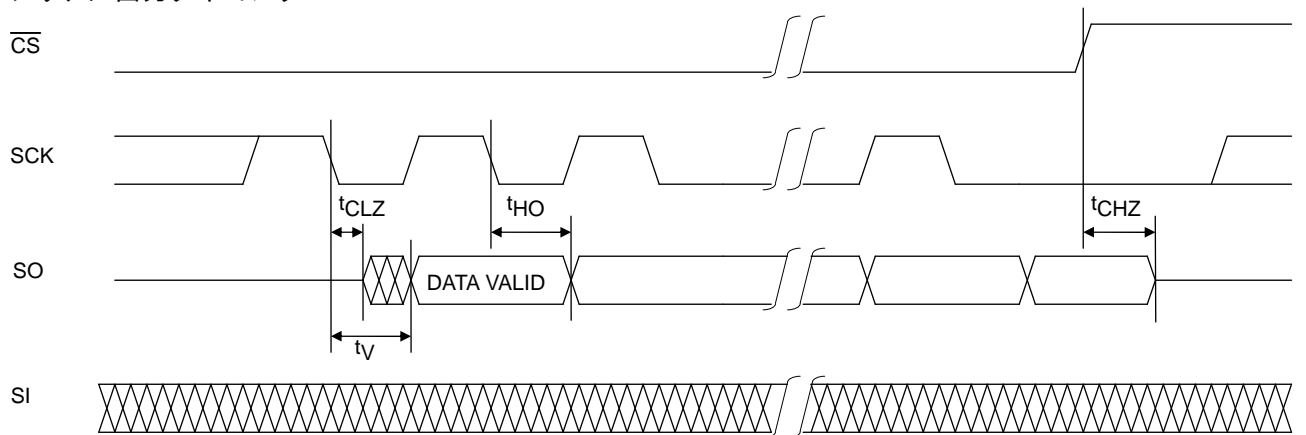 CS
SCK
tCLZ
tHO
tCHZ
SO
DATA VALID
tV
SI